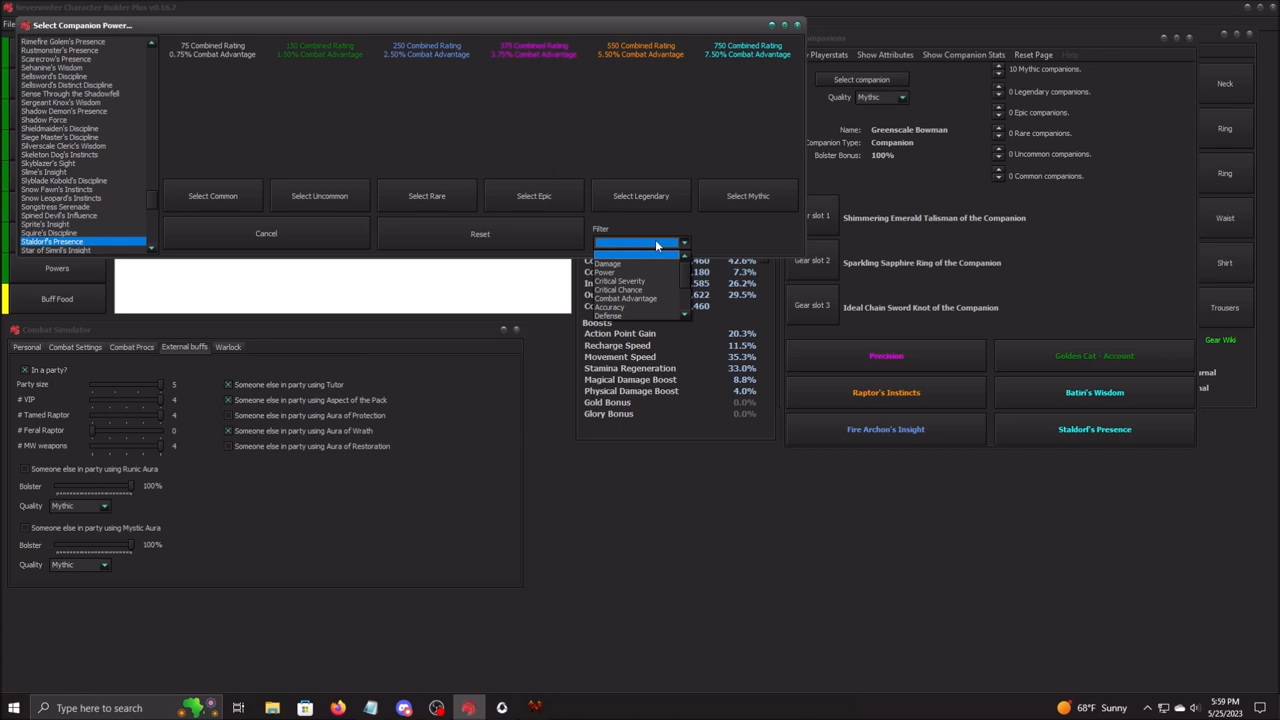 Neverwinter Character Builder Plus v0.16.7
File
Select Companion Power...
Rimefire Golem's Presence
Rustmonster's Presence
Scarecrow's Presence
Sehanine's Wisdom
Sellsword's Discipline
Sellsword's Distinct Discipline
Sense Through the Shadowfell
Sergeant Knox's Wisdom
Shadow Demon's Presence
Shadow Force
Shieldmaiden's Discipline
Siege Master's Discipline
Silverscale Cleric's Wisdom
Skeleton Dog's Instincts
Skyblazer's Sight
Slime's Insight
Slyblade Kobold's Discipline
Snow Fawn's Instincts
Snow Leopard's Instincts
Songstress Serenade
Spined Devil's Influence
Sprite's Insight
Squire's Discipline
Staldorf's Presence
Star of Simril's Insight
75 Combined Rating
0.75% Combat Advantage
150 Combined Rating
1.50% Combat Advantage
250 Combined Rating
2.50% Combat Advantage
375 Combined Rating
3.75% Combat Advantage
550 Combined Rating
5.50% Combat Advantage
750 Combined Rating
7.50% Combat Advantage
Select Common
Select Uncommon
Select Rare
Select Epic
Select Legendary
Select Mythic
Cancel
Reset
Filter
Damage
Power
Critical Severity
Critical Chance
Combat Advantage
Accuracy
Defense
Powers
Buff Food
.460 42.6%
.180 7.3%
.585 26.2%
.622 29.5%
.460
Boosts
Action Point Gain 20.3%
Recharge Speed 11.5%
Movement Speed 35.3%
Stamina Regeneration 33.0%
Magical Damage Boost 8.8%
Physical Damage Boost 4.0%
Gold Bonus 0.0%
Glory Bonus 0.0%
Playerstats
Show Attributes
Show Companion Stats
Reset Page
Help
Select companion
Quality Mythic
10 Mythic companions.
0 Legendary companions.
0 Epic companions.
0 Rare companions.
0 Uncommon companions.
0 Common companions.
Name: Greenscale Bowman
Companion Type: Companion
Bolster Bonus: 100%
slot 1 Shimmering Emerald Talisman of the Companion
Gear slot 2 Sparkling Sapphire Ring of the Companion
Gear slot 3 Ideal Chain Sword Knot of the Companion
Precision
Golden Cat - Account
Raptor's Instincts
Batiri's Wisdom
Fire Archon's Insight
Staldorf's Presence
Neck
Ring
Ring
Waist
Shirt
Trousers
Gear Wiki
Combat Simulator
Personal
Combat Settings
Combat Procs
External buffs
Warlock
In a party?
Party size 5
# VIP 4
# Tamed Raptor 4
# Feral Raptor 0
# MW weapons 4
Someone else in party using Tutor
Someone else in party using Aspect of the Pack
Someone else in party using Aura of Protection
Someone else in party using Aura of Wrath
Someone else in party using Aura of Restoration
Someone else in party using Runic Aura
Bolster 100%
Quality Mythic
Someone else in party using Mystic Aura
Bolster 100%
Quality Mythic
Type here to search
68°F Sunny
5:59 PM
5/25/2023